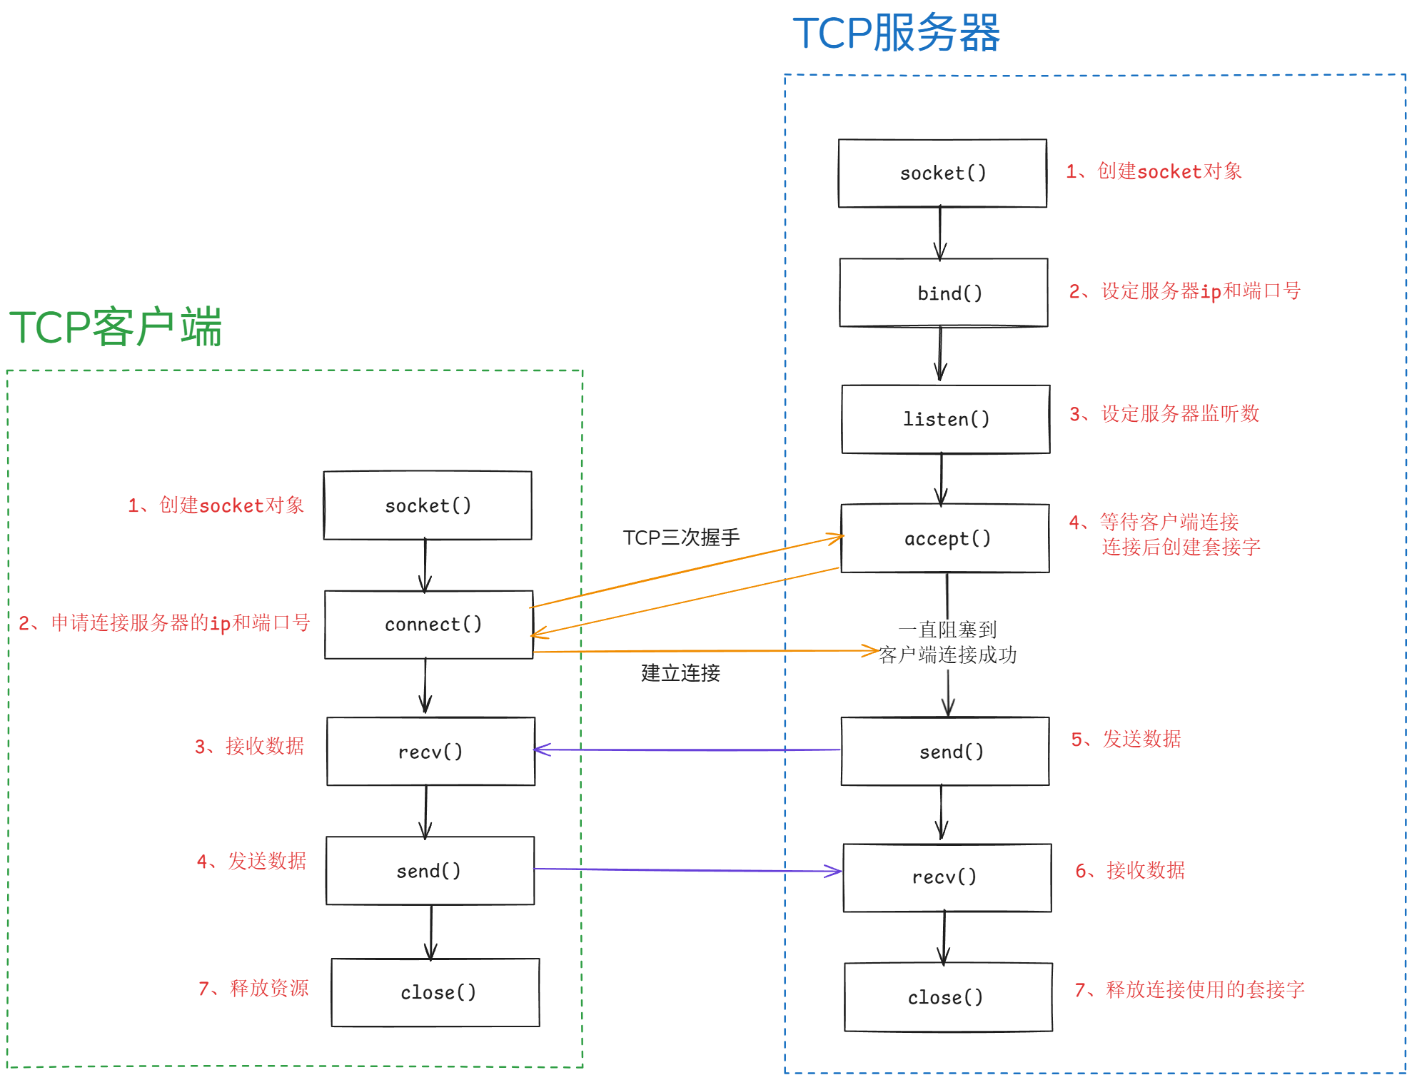 TCP服务器
socket()
1、创建socket对象
bind()
2、设定服务器ip和端口号
listen()
3、设定服务器监听数
accept()
4、等待客户端连接
连接后创建套接字
一直阻塞到
客户端连接成功
send()
5、发送数据
recv()
6、接收数据
close()
7、释放连接使用的套接字
TCP客户端
1、创建socket对象
socket()
2、申请连接服务器的ip和端口号
connect()
TCP三次握手
建立连接
3、接收数据
recv()
4、发送数据
send()
7、释放资源
close()